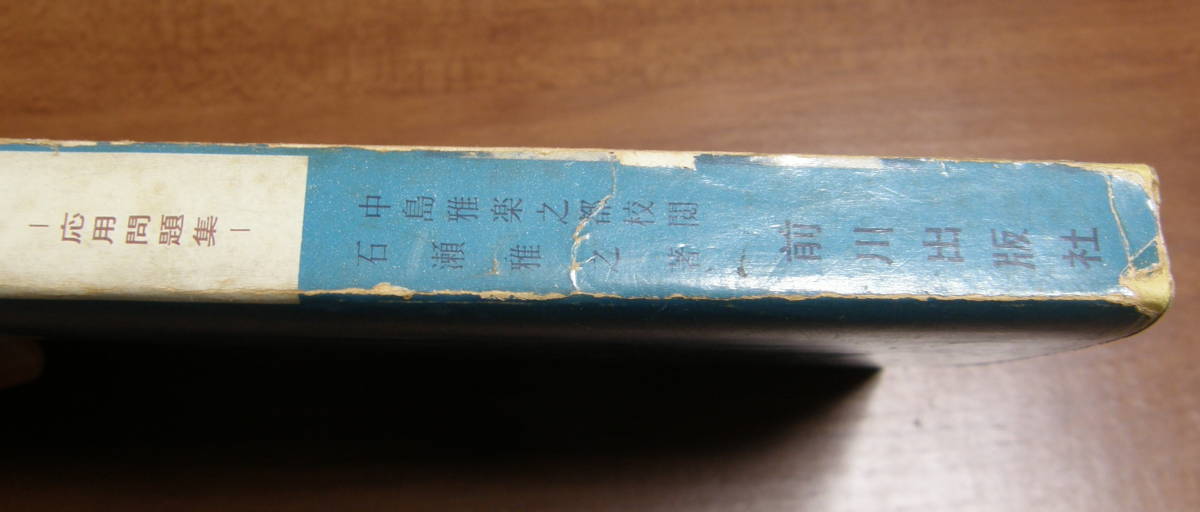 －応用問題集－
中島雅楽之都校閲
石瀬雅之著
前川出版社